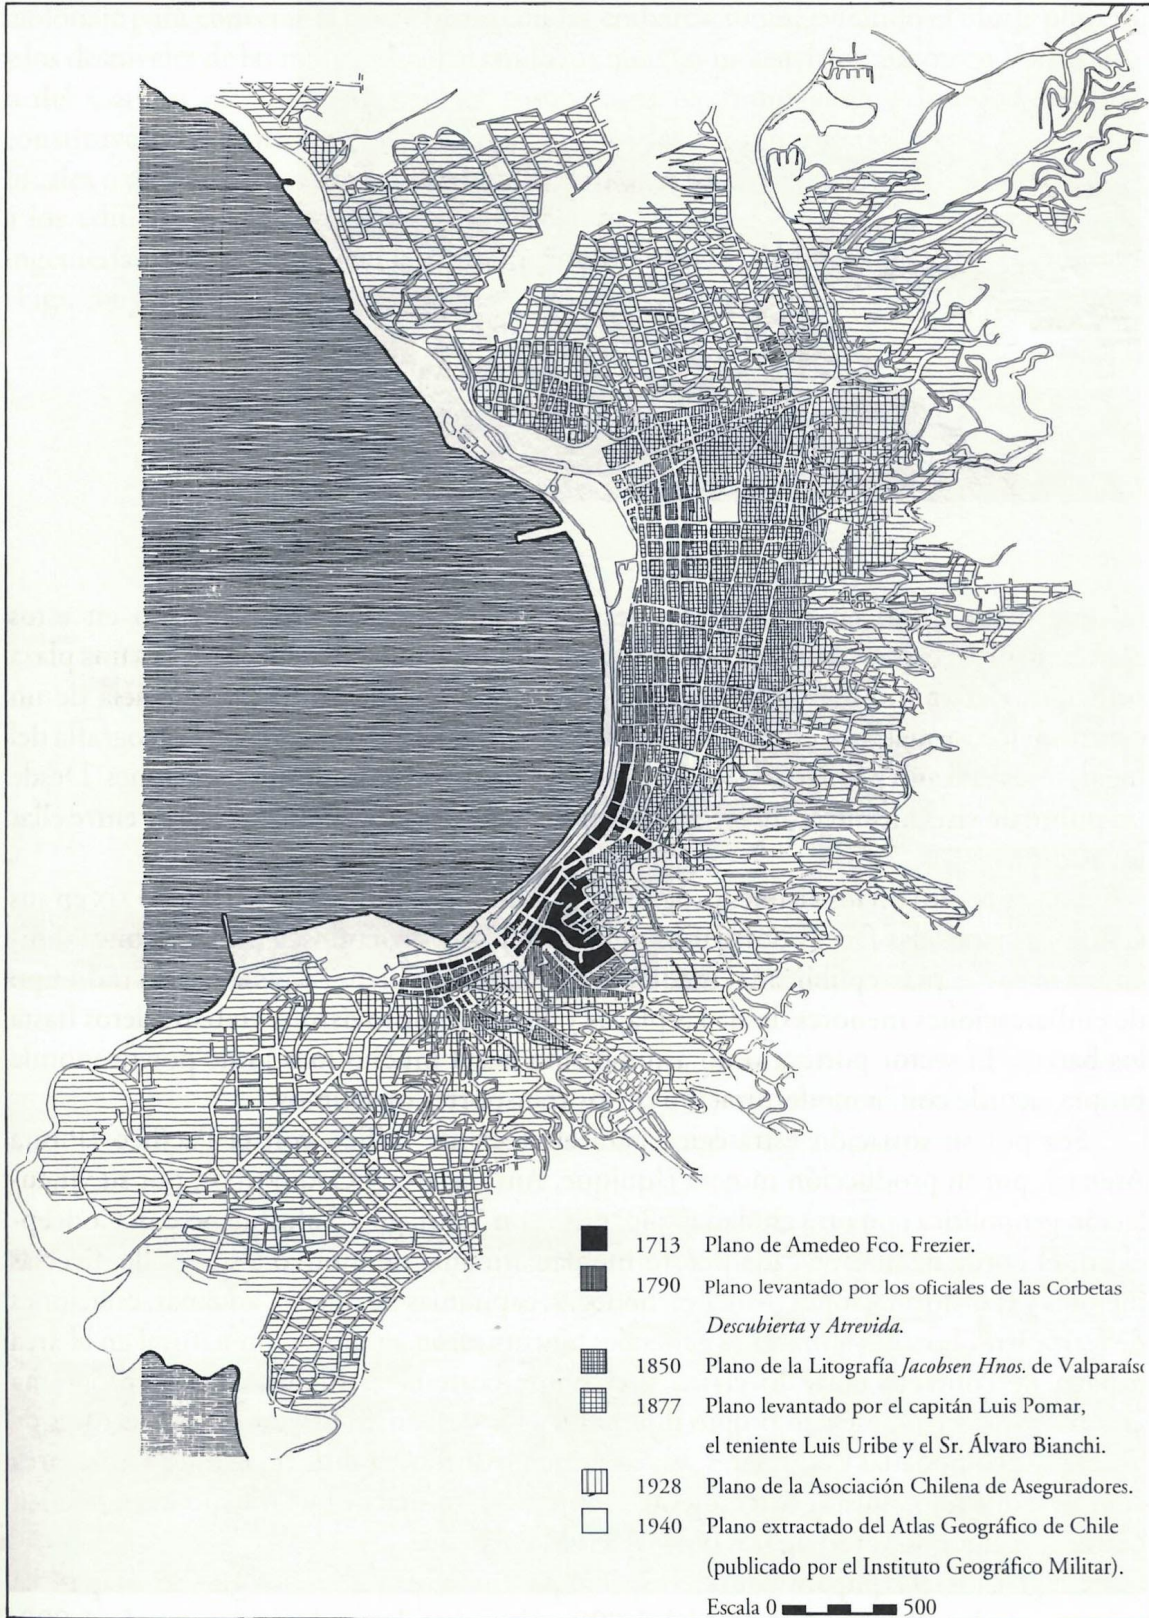 1713 Plano de Amedeo Fco. Frezier.
1790 Plano levantado por los oficiales de las Corbetas
Descubierta y Atrevida.
1850 Plano de la Litografía Jacobsen Hnos. de Valparaíso
1877 Plano levantado por el capitán Luis Pomar,
el teniente Luis Uribe y el Sr. Álvaro Bianchi.
1928 Plano de la Asociación Chilena de Aseguradores.
1940 Plano extractado del Atlas Geográfico de Chile
(publicado por el Instituto Geográfico Militar).
Escala 0 500